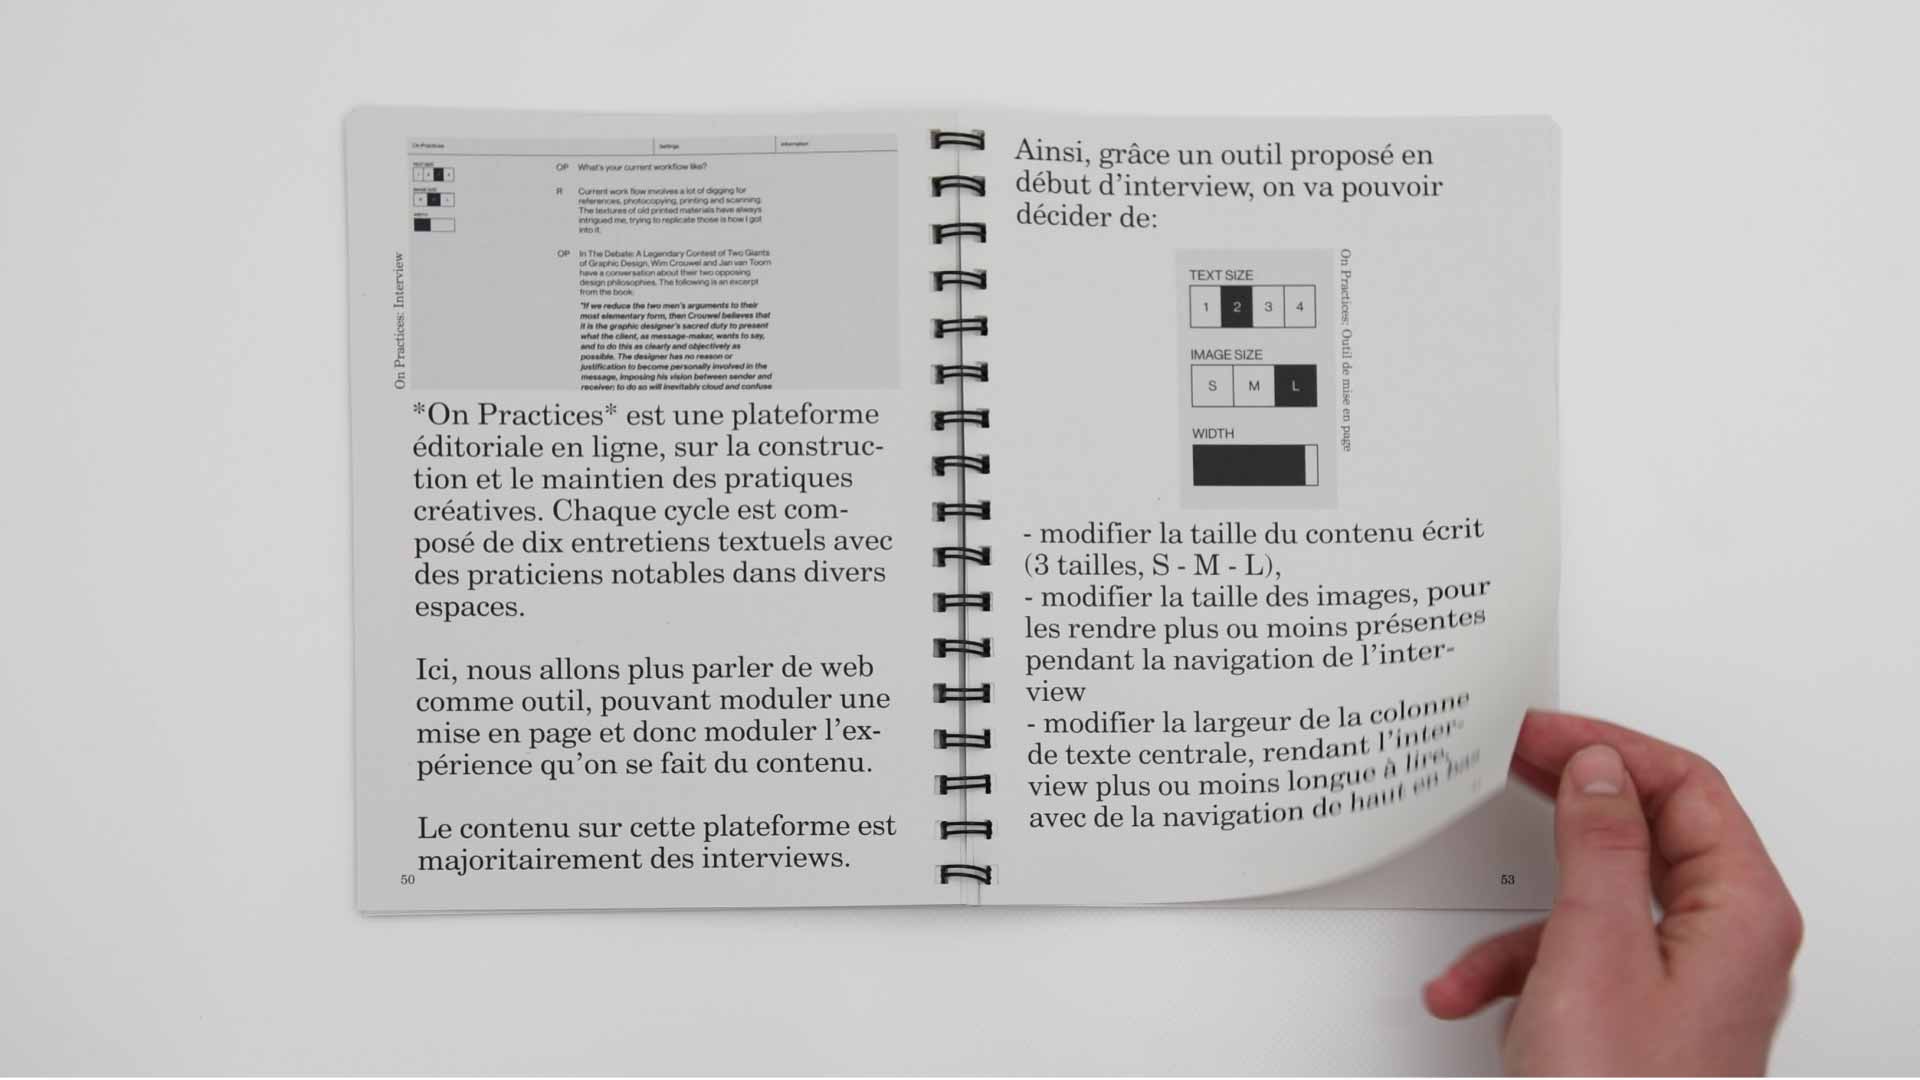 On Practices
Settings
Information
TEXT SIZE
1 2 3 4
IMAGE SIZE
S M L
WIDTH
OP What's your current workflow like?
R Current work flow involves a lot of digging for
references, photocopying, printing and scanning.
The textures of old printed materials have always
intrigued me, trying to replicate those is how I got
into it.
OP In The Debate: A Legendary Contest of Two Giants
of Graphic Design, Wim Crouwel and Jan van Toorn
have a conversation about their two opposing
design philosophies. The following is an excerpt
from the book:
"If we reduce the two men's arguments to their
most elementary form, then Crouwel believes that
it is the graphic designer's sacred duty to present
what the client, as message-maker, wants to say,
and to do this as clearly and objectively as
possible. The designer has no reason or
justification to become personally involved in the
message, imposing his vision between sender and
receiver: to do so will inevitably cloud and confuse
On Practices: Interview
*On Practices* est une plateforme
éditoriale en ligne, sur la construc-
tion et le maintien des pratiques
créatives. Chaque cycle est com-
posé de dix entretiens textuels avec
des praticiens notables dans divers
espaces.
Ici, nous allons plus parler de web
comme outil, pouvant moduler une
mise en page et donc moduler l'ex-
périence qu'on se fait du contenu.
Le contenu sur cette plateforme est
majoritairement des interviews.
50
Ainsi, grâce un outil proposé en
début d'interview, on va pouvoir
décider de:
TEXT SIZE
1 2 3 4
IMAGE SIZE
S M L
WIDTH
On Practices: Outil de mise en page
- modifier la taille du contenu écrit
(3 tailles, S - M - L),
- modifier la taille des images, pour
les rendre plus ou moins présentes
pendant la navigation de l'inter-
view
- modifier la largeur de la colonne
de texte centrale, rendant l'inter-
view plus ou moins longue à lire,
avec de la navigation de haut en bas
53